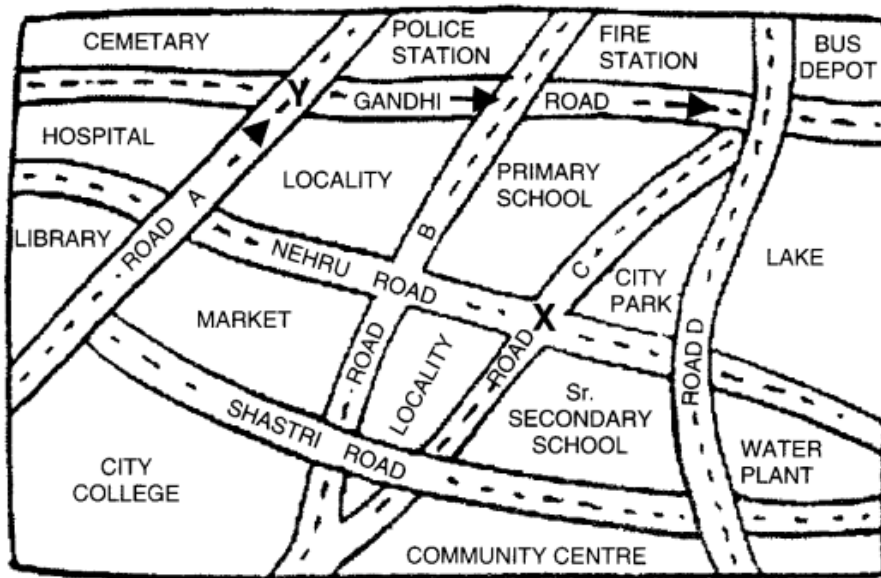 CEMETARY
POLICE
STATION
FIRE
STATION
BUS
DEPOT
Y
GANDHI
ROAD
HOSPITAL
LOCALITY
PRIMARY
SCHOOL
LIBRARY
ROAD A
B
ROAD
NEHRU
ROAD
C
ROAD
CITY
PARK
LAKE
X
MARKET
LOCALITY
ROAD D
Sr.
SECONDARY
SCHOOL
SHASTRI
ROAD
WATER
PLANT
CITY
COLLEGE
COMMUNITY CENTRE